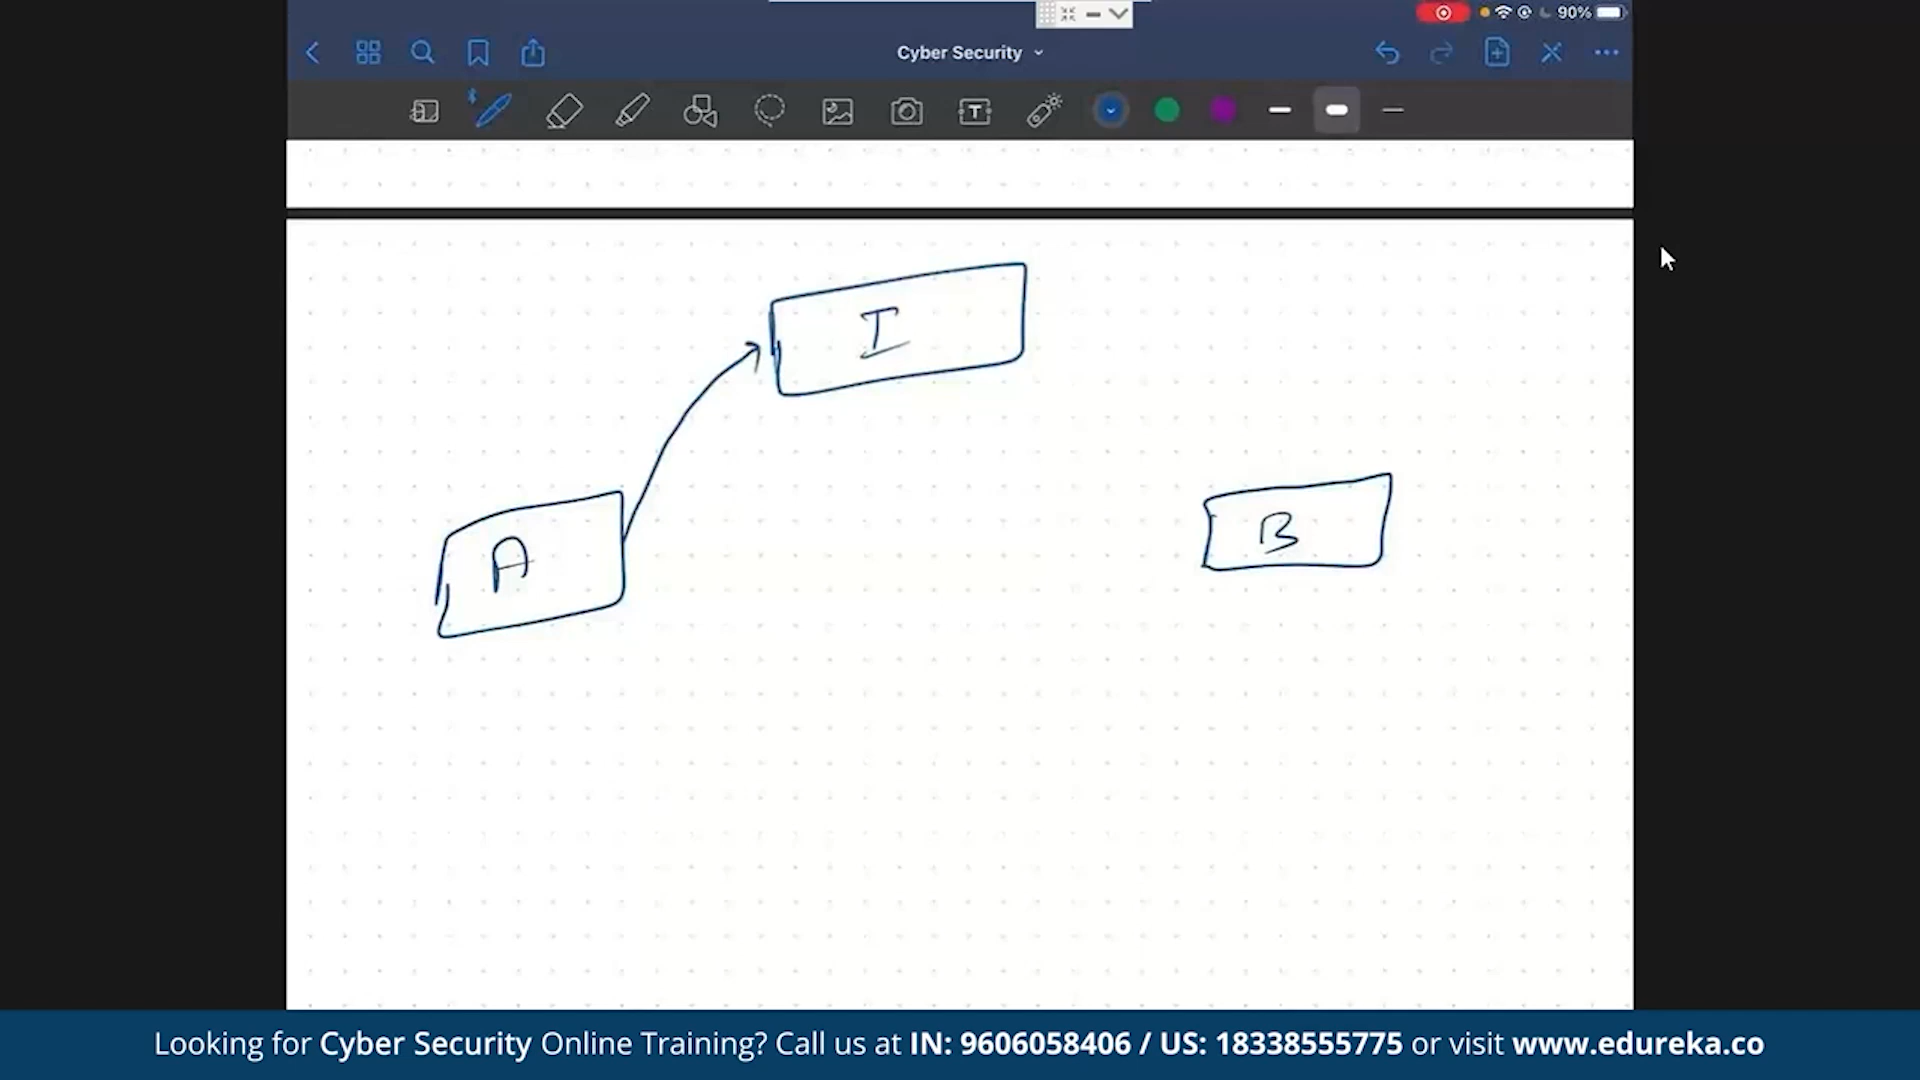 90%
Cyber Security
T
I
A
B
Looking for Cyber Security Online Training? Call us at IN: 9606058406 / US: 18338555775 or visit www.edureka.co